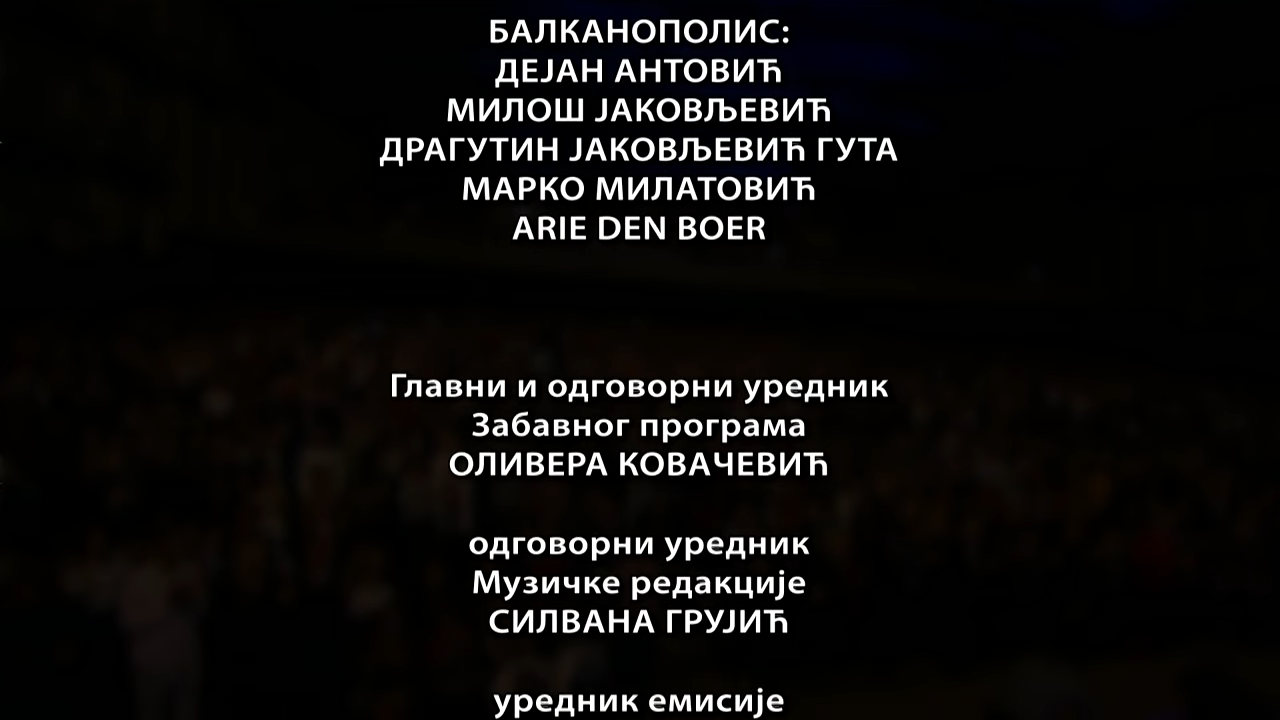 БАЛКАНОПОЛИС:
ДЕЈАН АНТОВИЋ
МИЛОШ ЈАКОВЉЕВИЋ
ДРАГУТИН ЈАКОВЉЕВИЋ ГУТА
МАРКО МИЛАТОВИЋ
ARIE DEN BOER
Главни и одговорни уредник
Забавног програма
ОЛИВЕРА КОВАЧЕВИЋ
одговорни уредник
Музичке редакције
СИЛВАНА ГРУЈИЋ
уредник емисије